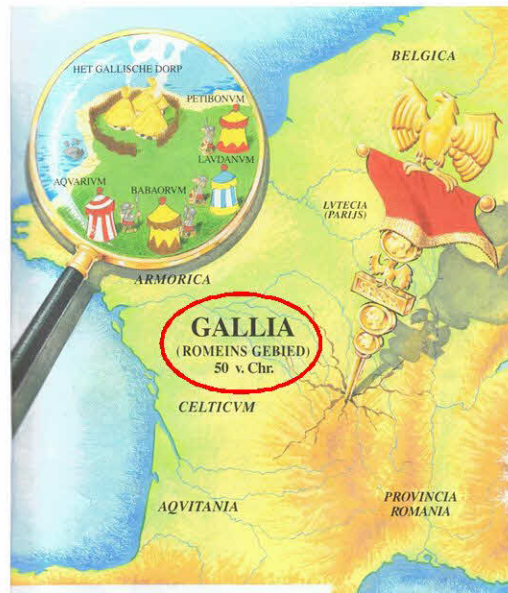 BELGICA
HET GALLISCHE DORP
PETIBONVM
LAVDANVM
AQVARIVM
BABAORVM
LVTECIA
(PARIJS)
ARMORICA
GALLIA
(ROMEINS GEBIED)
50 v. Chr.
CELTICVM
AQVITANIA
PROVINCIA
ROMANIA